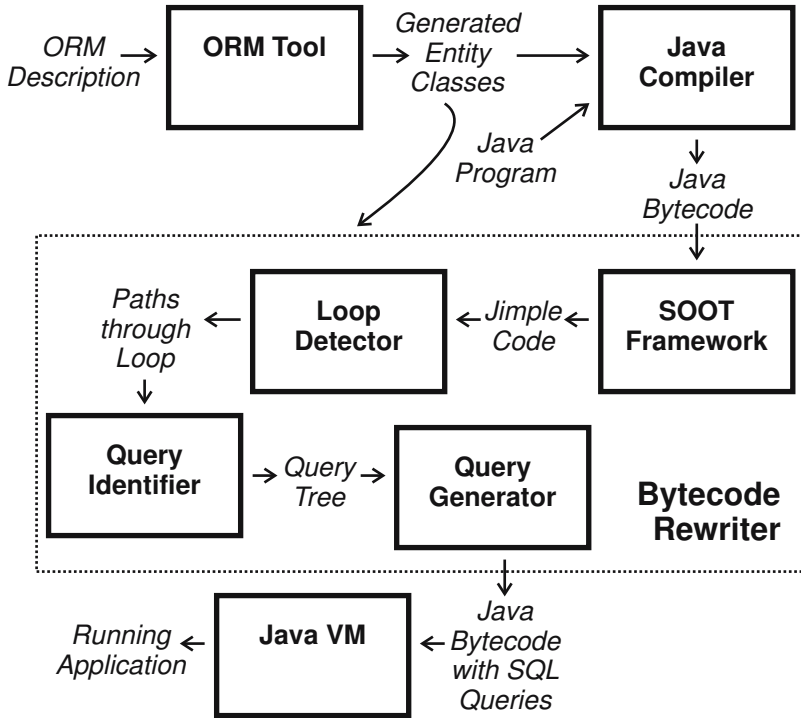 ORM
Description
ORM Tool
Generated
Entity
Classes
Java
Compiler
Java
Program
Java
Bytecode
SOOT
Framework
Jimple
Code
Loop
Detector
Paths
through
Loop
Query
Identifier
Query
Tree
Query
Generator
Bytecode
Rewriter
Java
Bytecode
with SQL
Queries
Java VM
Running
Application